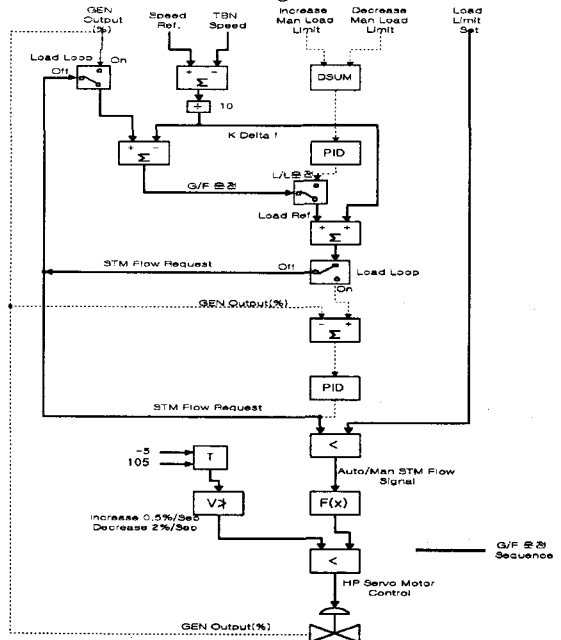 GEN
Output
(%)
Speed
Ref.
TBN
Speed
Increase
Man Load
Limit
Decrease
Man Load
Limit
Load
Limit
Set
Load Loop
On
Off
+ -
Σ
DSUM
÷
10
K Delta f
+ -
Σ
PID
L/L운전
G/F 운전
Load Ref.
+ +
Σ
STM Flow Request
Off
Load Loop
On
GEN Output(%)
- +
Σ
PID
STM Flow Request
<
-5
105
T
Auto/Man STM Flow
Signal
F(x)
Increase 0.5%/Sec
Decrease 2%/Sec
<
G/F 운전
Sequence
HP Servo Motor
Control
GEN Output(%)